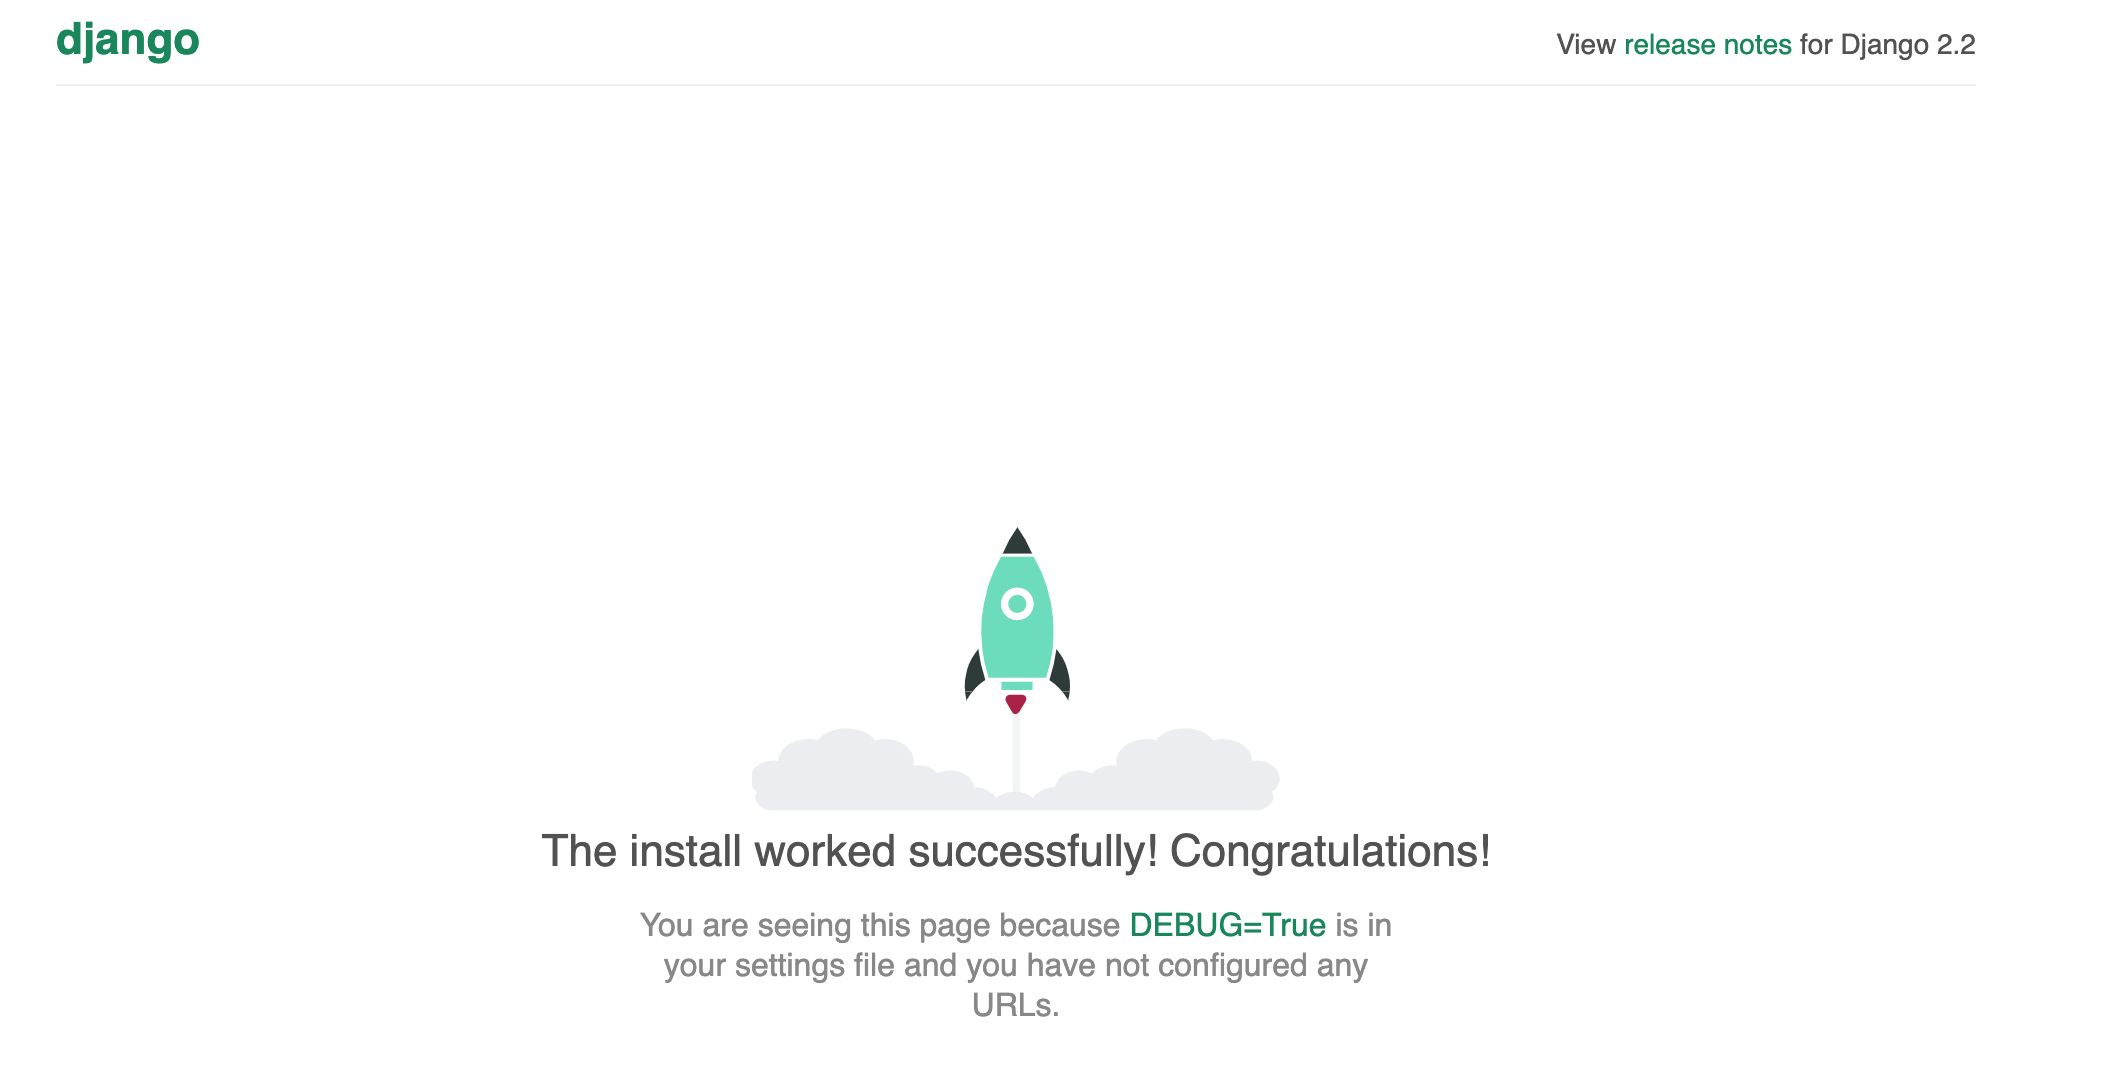 django
View release notes for Django 2.2
The install worked successfully! Congratulations!
You are seeing this page because DEBUG=True is in
your settings file and you have not configured any
URLs.